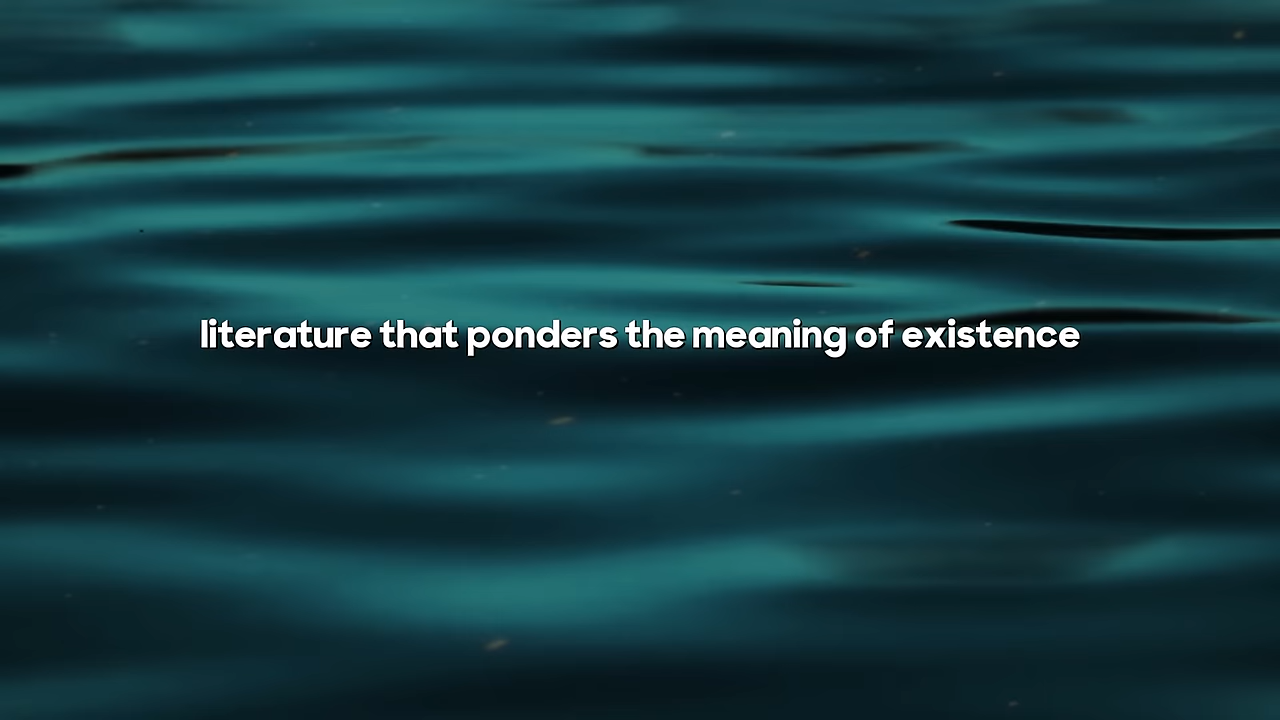 literature that ponders the meaning of existence